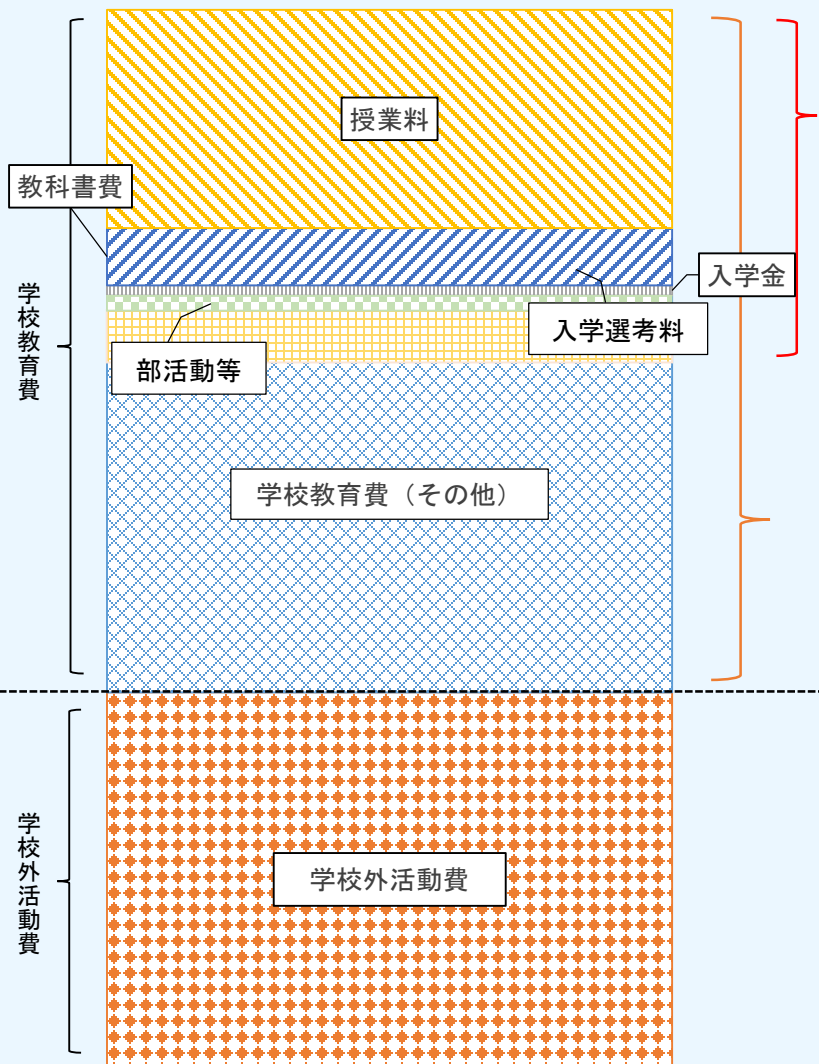 授業料
教科書費
入学金
入学選考料
部活動等
学校教育費
学校教育費（その他）
学校外活動費
学校外活動費